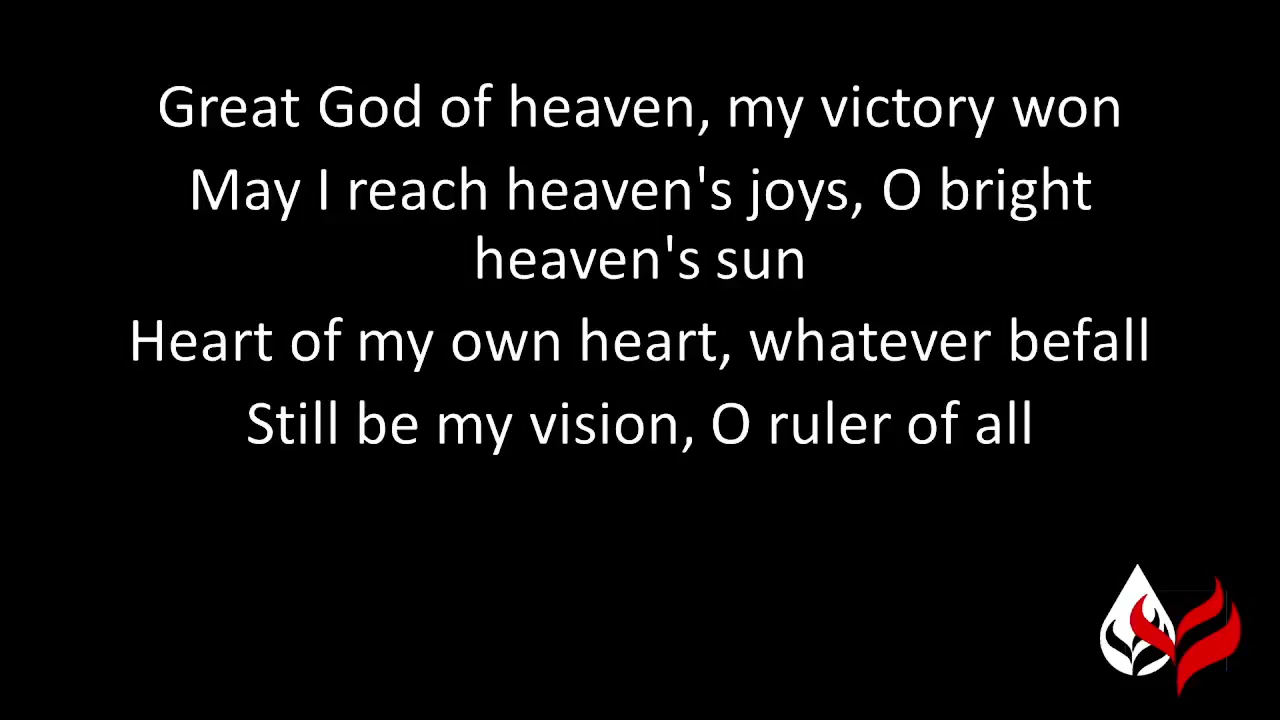 Great God of heaven, my victory won
May I reach heaven's joys, O bright
heaven's sun
Heart of my own heart, whatever befall
Still be my vision, O ruler of all